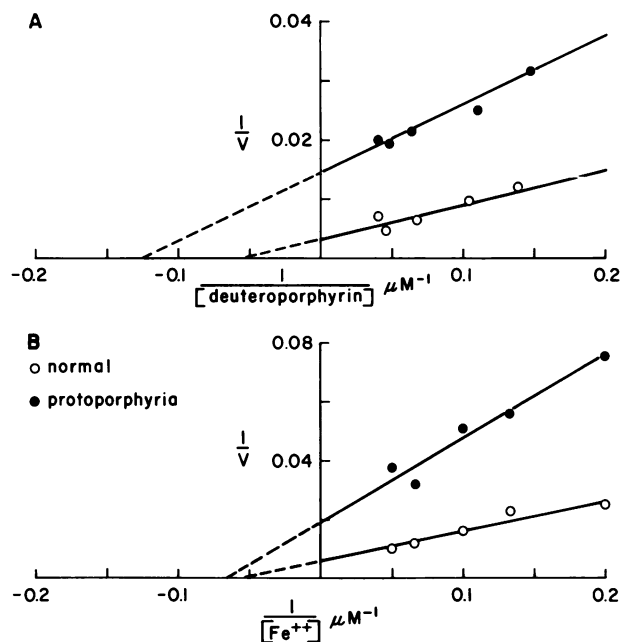 A
0.04
1
V
0.02
-0.2
-0.1
0.1
0.2
1
[deuteroporphyrin]
μM-1
B
0.08
○ normal
● protoporphyria
1
V
0.04
-0.2
-0.1
0.1
0.2
1
[Fe++]
μM-1